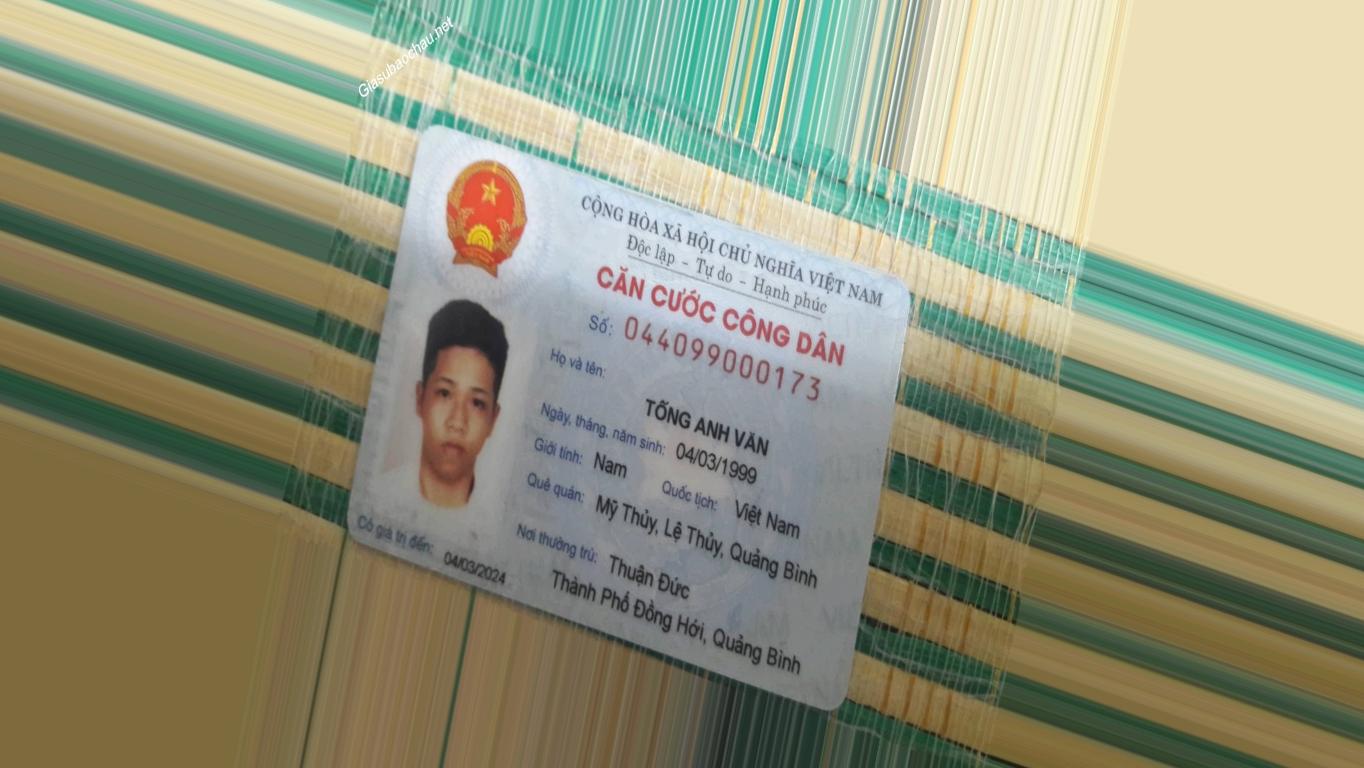 Giasubaochau.net
CỘNG HÒA XÃ HỘI CHỦ NGHĨA VIỆT NAM
Độc lập - Tự do - Hạnh phúc
CĂN CƯỚC CÔNG DÂN
Số: 044099000173
Họ và tên:
TỐNG ANH VĂN
Ngày, tháng, năm sinh: 04/03/1999
Giới tính: Nam Quốc tịch: Việt Nam
Quê quán: Mỹ Thủy, Lệ Thủy, Quảng Bình
Nơi thường trú: Thuận Đức
Thành Phố Đồng Hới, Quảng Bình
Có giá trị đến: 04/03/2024